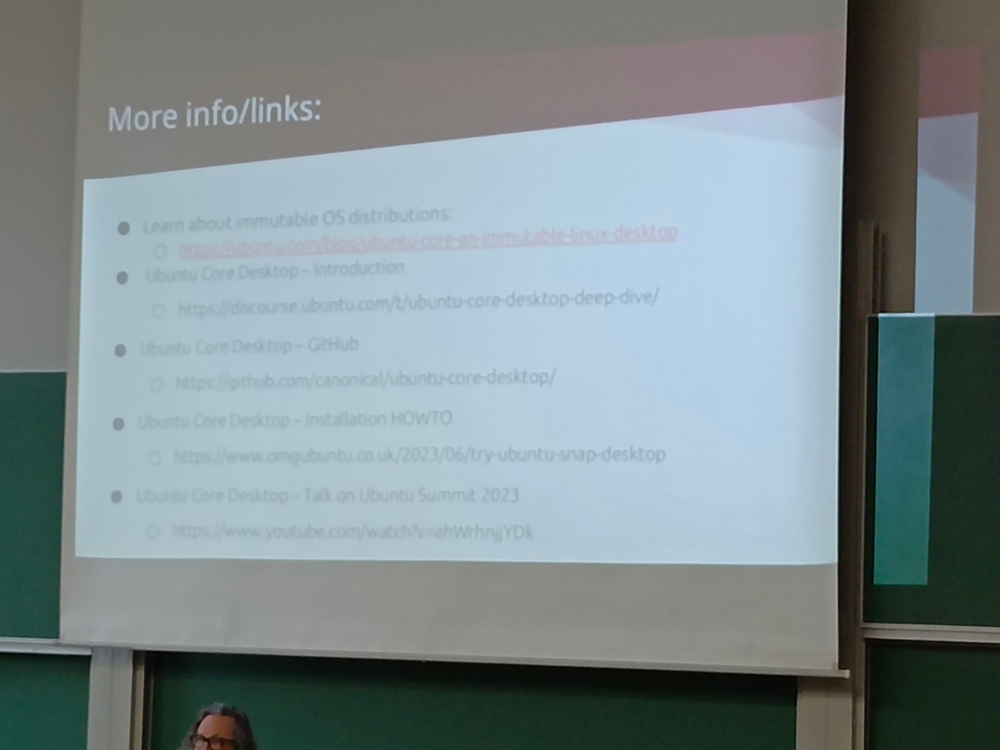 More info/links:
● Learn about immutable OS distributions:
○ https://ubuntu.com/blog/ubuntu-core-an-immutable-linux-desktop
● Ubuntu Core Desktop – Introduction
○ https://discourse.ubuntu.com/t/ubuntu-core-desktop-deep-dive/
● Ubuntu Core Desktop – GitHub
○ https://github.com/canonical/ubuntu-core-desktop/
● Ubuntu Core Desktop – Installation HOWTO
○ https://www.omgubuntu.co.uk/2023/06/try-ubuntu-snap-desktop
● Ubuntu Core Desktop – Talk on Ubuntu Summit 2023
○ https://www.youtube.com/watch?v=ahWrhnjjYDk